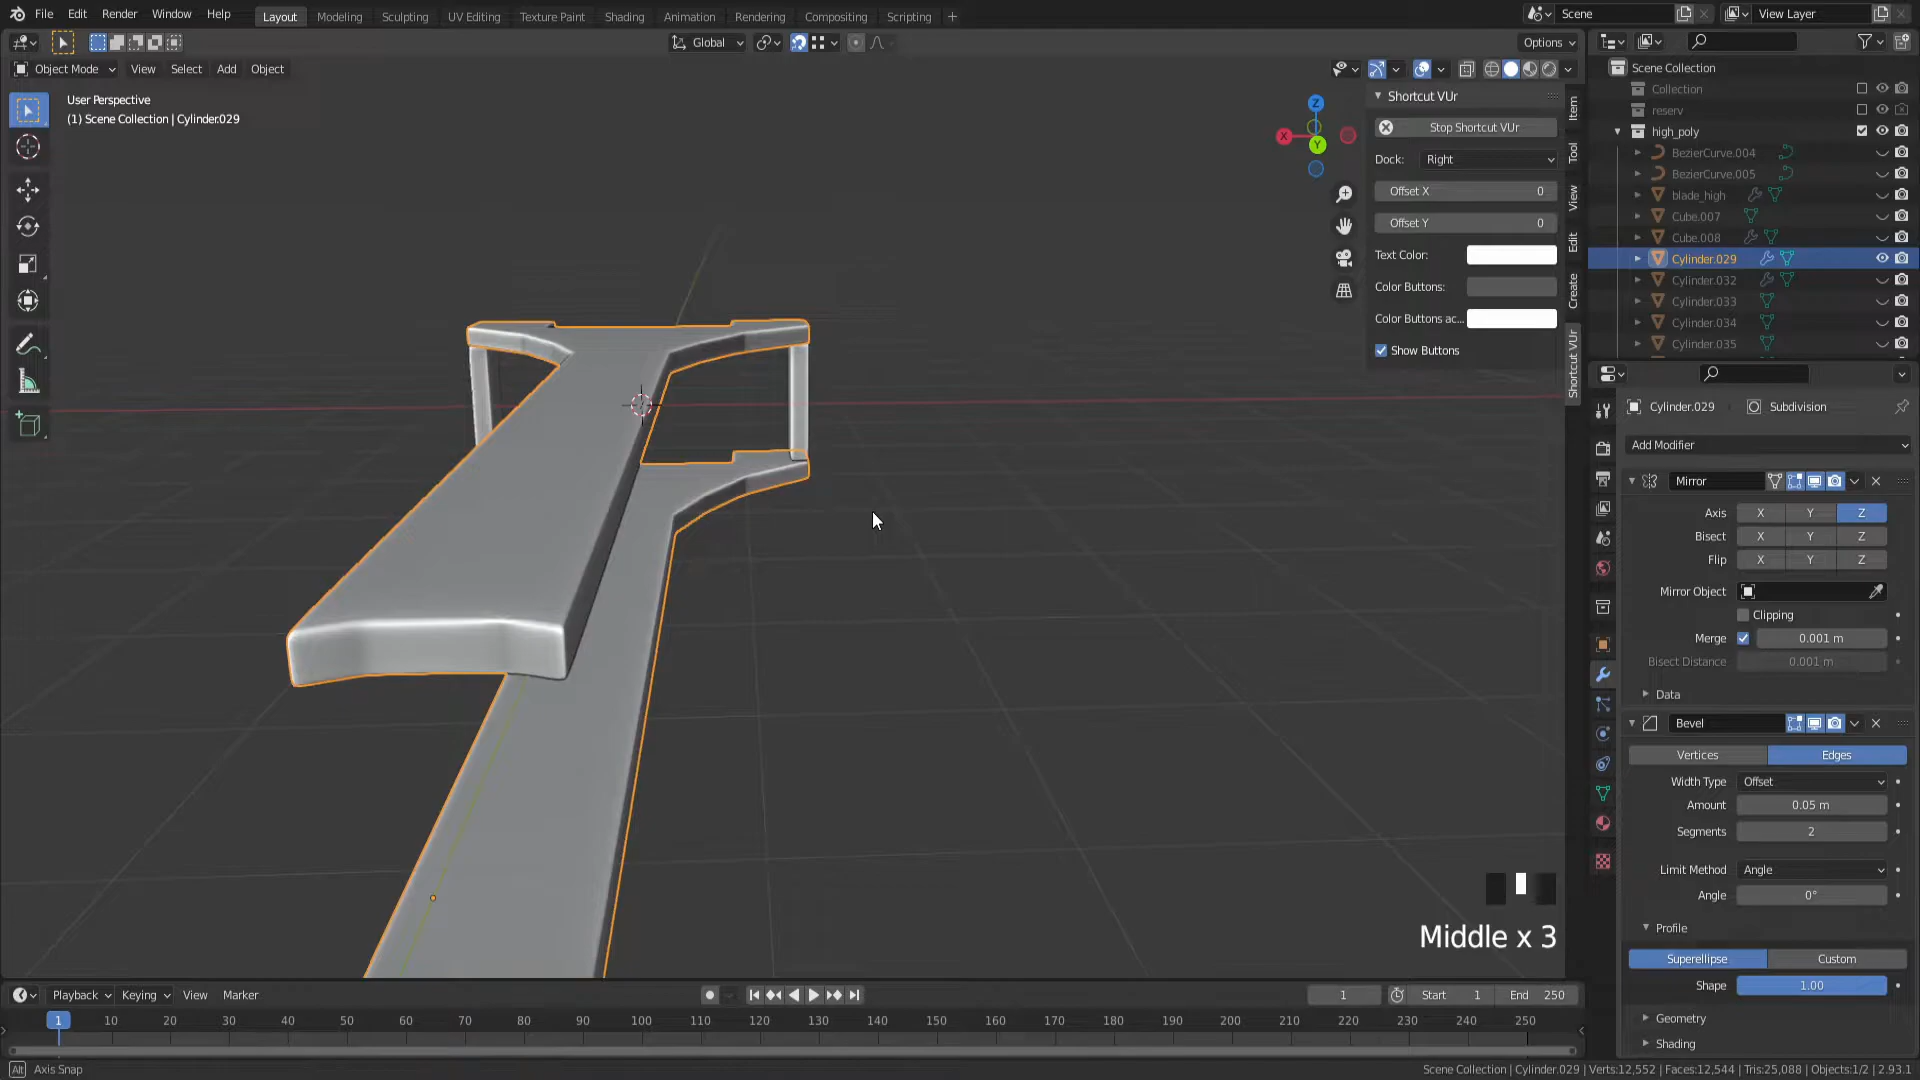 File Edit Render Window Help Layout Modeling Sculpting UV Editing Texture Paint Shading Animation Rendering Compositing Scripting + Scene View Layer
Global Options
Object Mode View Select Add Object
User Perspective
(1) Scene Collection | Cylinder.029
Z
X
Y
Shortcut VUr
Stop Shortcut VUr
Dock: Right
Offset X 0
Offset Y 0
Text Color:
Color Buttons:
Color Buttons ac...
Show Buttons
Item
Tool
View
Edit
Create
Shortcut VUr
Scene Collection
Collection
reserv
high_poly
BezierCurve.004
BezierCurve.005
blade_high
Cube.007
Cube.008
Cylinder.029
Cylinder.032
Cylinder.033
Cylinder.034
Cylinder.035
Cylinder.029 Subdivision
Add Modifier
Mirror
Axis X Y Z
Bisect X Y Z
Flip X Y Z
Mirror Object
Clipping
Merge 0.001 m
Bisect Distance 0.001 m
Data
Bevel
Vertices Edges
Width Type Offset
Amount 0.05 m
Segments 2
Limit Method Angle
Angle 0°
Profile
Superellipse Custom
Shape 1.00
Geometry
Shading
Middle x 3
Playback Keying View Marker 1 Start 1 End 250
1 10 20 30 40 50 60 70 80 90 100 110 120 130 140 150 160 170 180 190 200 210 220 230 240 250
Alt Axis Snap
Scene Collection | Cylinder.029 | Verts:12,552 | Faces:12,544 | Tris:25,088 | Objects:1/2 | 2.93.1